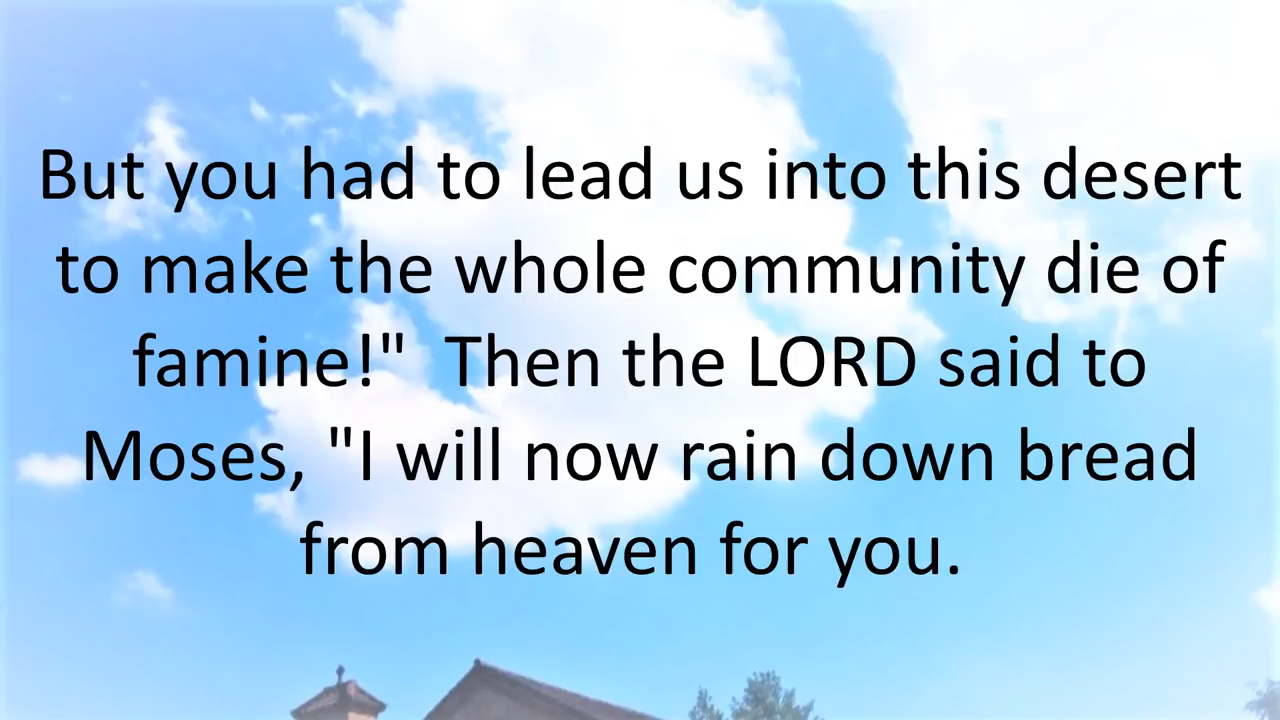 But you had to lead us into this desert
to make the whole community die of
famine!"  Then the LORD said to
Moses, "I will now rain down bread
from heaven for you.